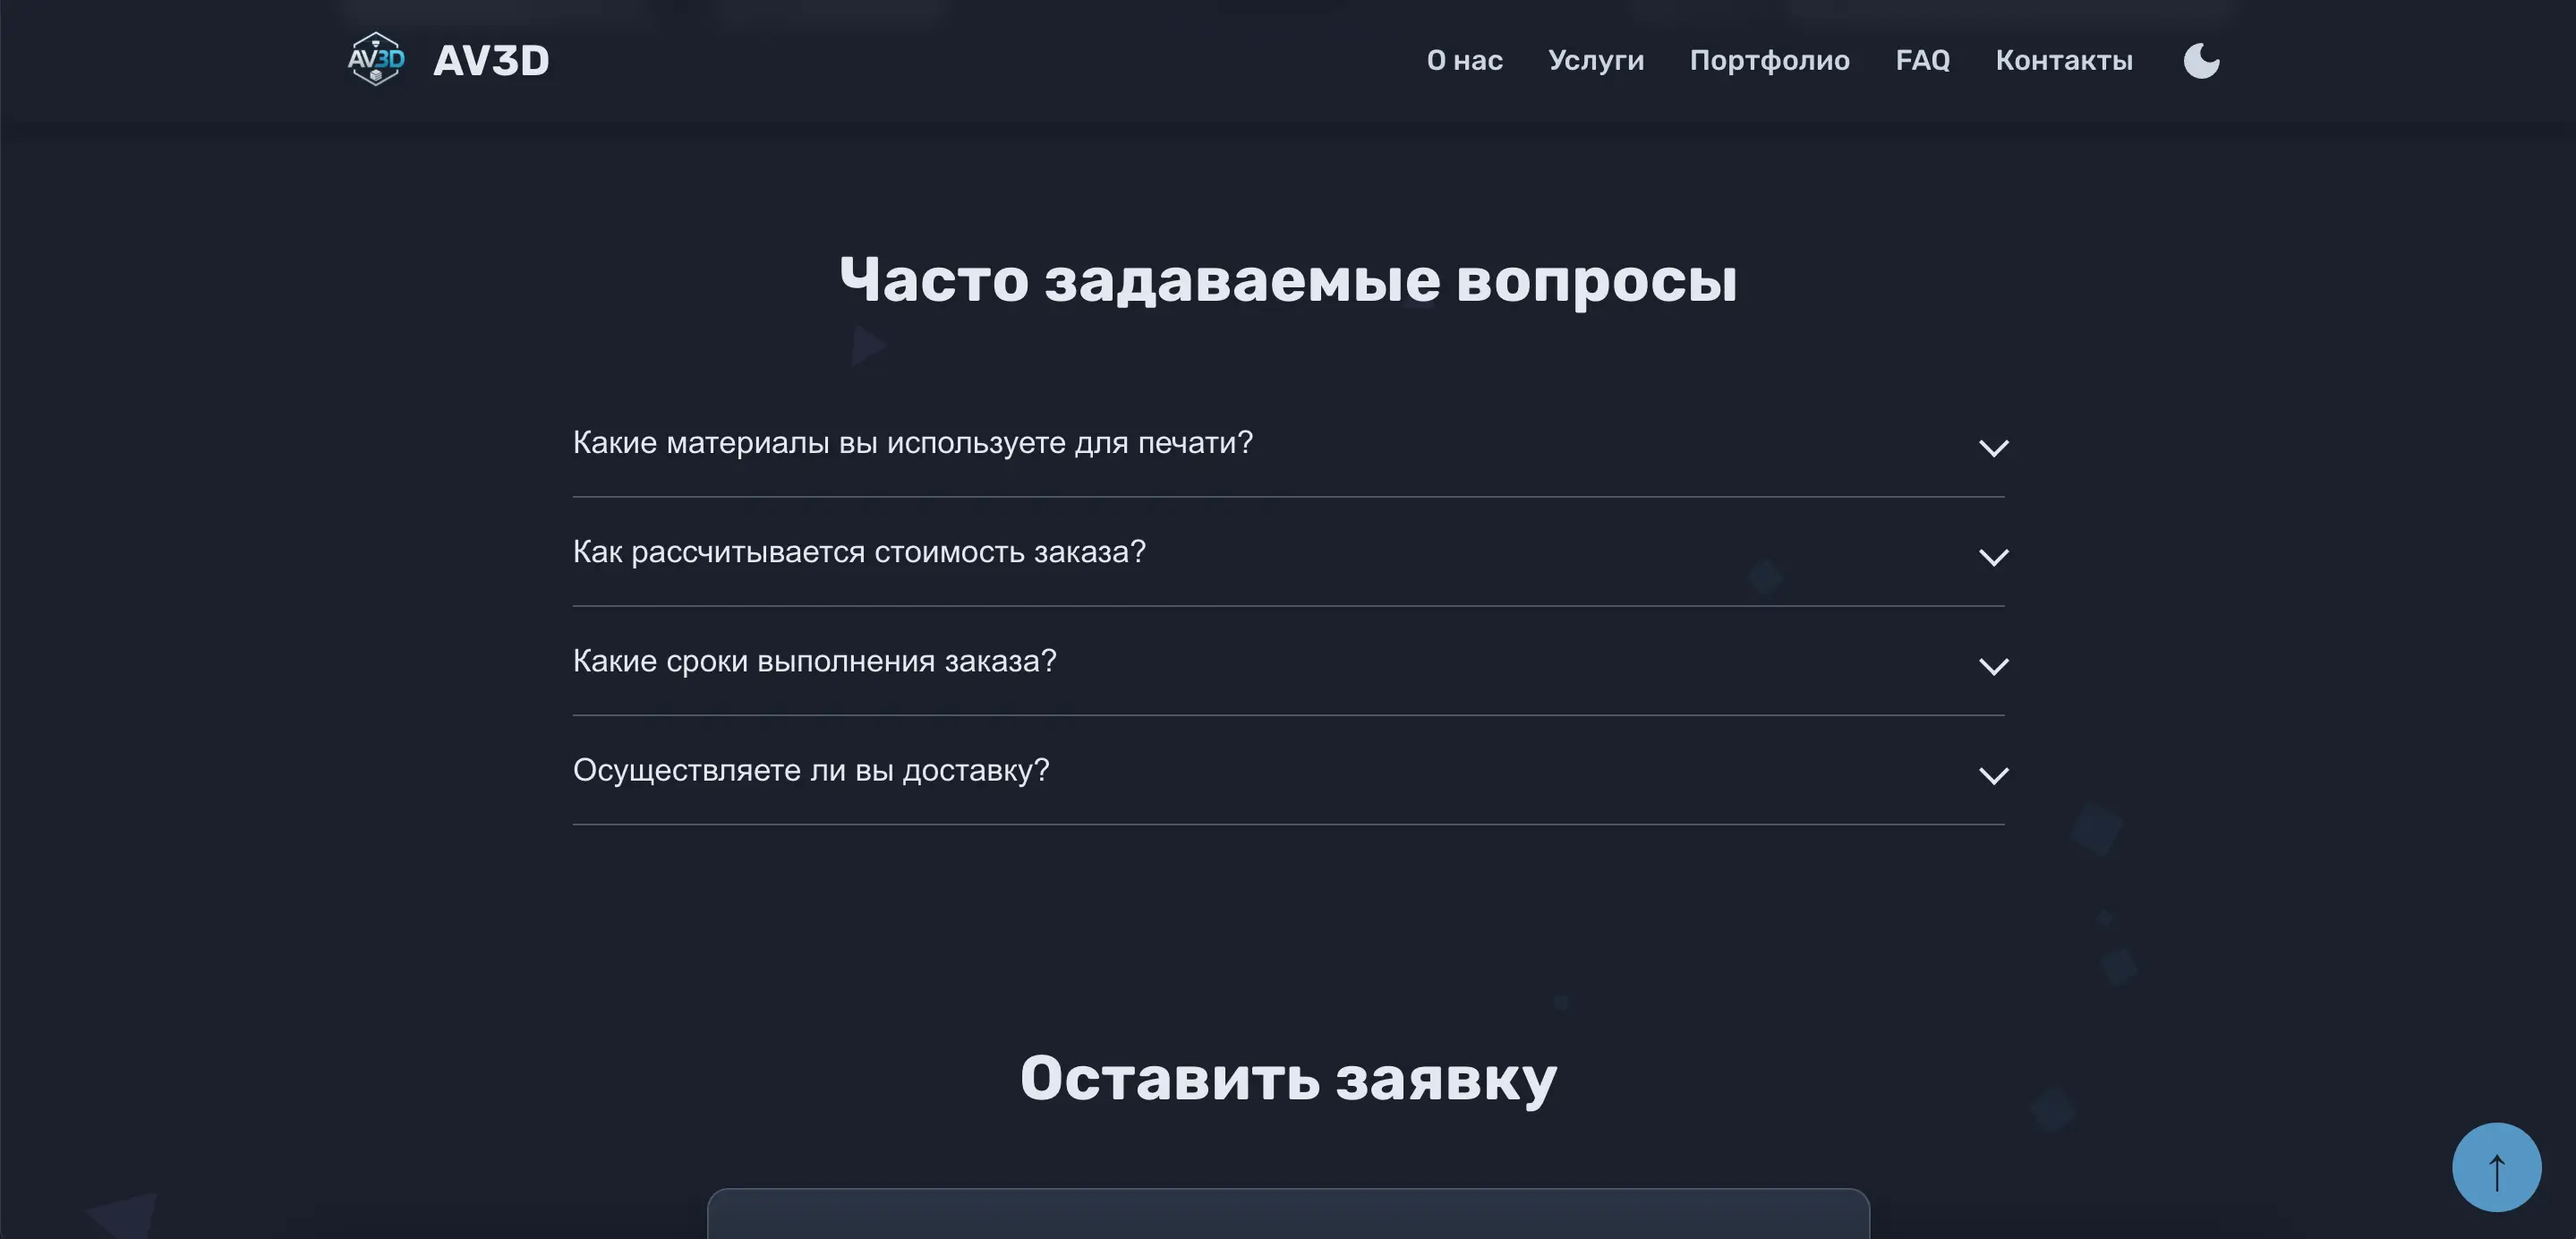 AV3D
AV3D
О нас
Услуги
Портфолио
FAQ
Контакты
Часто задаваемые вопросы
Какие материалы вы используете для печати?
Как рассчитывается стоимость заказа?
Какие сроки выполнения заказа?
Осуществляете ли вы доставку?
Оставить заявку
↑